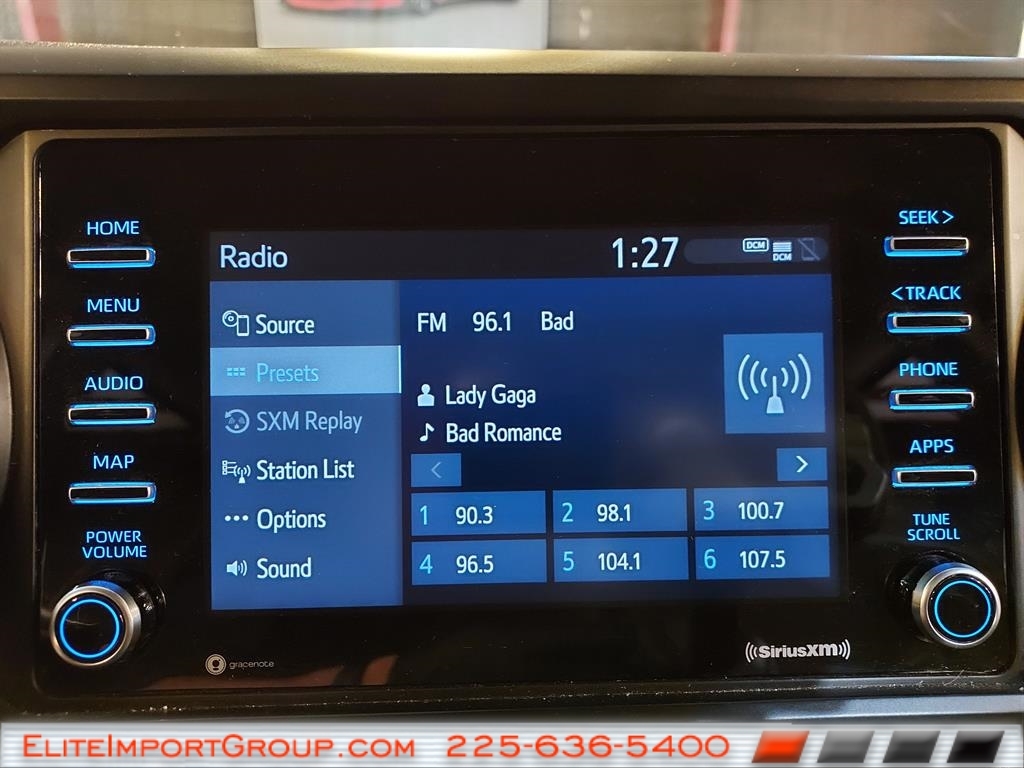 HOME
MENU
AUDIO
MAP
POWER
VOLUME
Radio
1:27
DCM
DCM
Source
Presets
SXM Replay
Station List
Options
Sound
FM 96.1 Bad
Lady Gaga
Bad Romance
<
>
1 90.3
2 98.1
3 100.7
4 96.5
5 104.1
6 107.5
SEEK >
< TRACK
PHONE
APPS
TUNE
SCROLL
gracenote
SiriusXM
EliteImportGroup.com 225-636-5400